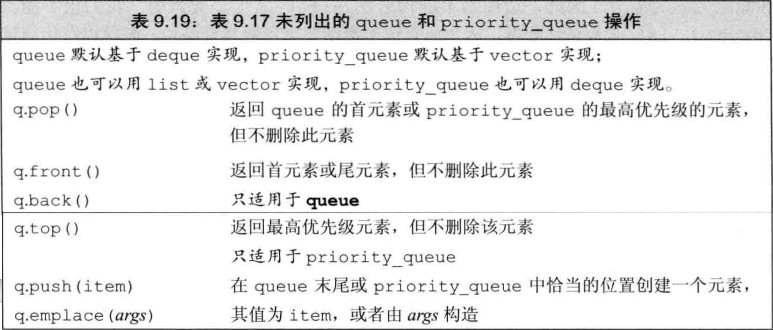 表 9.19：表 9.17 未列出的 queue 和 priority_queue 操作
queue 默认基于 deque 实现，priority_queue 默认基于 vector 实现；
queue 也可以用 list 或 vector 实现，priority_queue 也可以用 deque 实现。
q.pop() 返回 queue 的首元素或 priority_queue 的最高优先级的元素，
但不删除此元素
q.front() 返回首元素或尾元素，但不删除此元素
q.back() 只适用于 queue
q.top() 返回最高优先级元素，但不删除该元素
只适用于 priority_queue
q.push(item) 在 queue 末尾或 priority_queue 中恰当的位置创建一个元素，
q.emplace(args) 其值为 item，或者由 args 构造